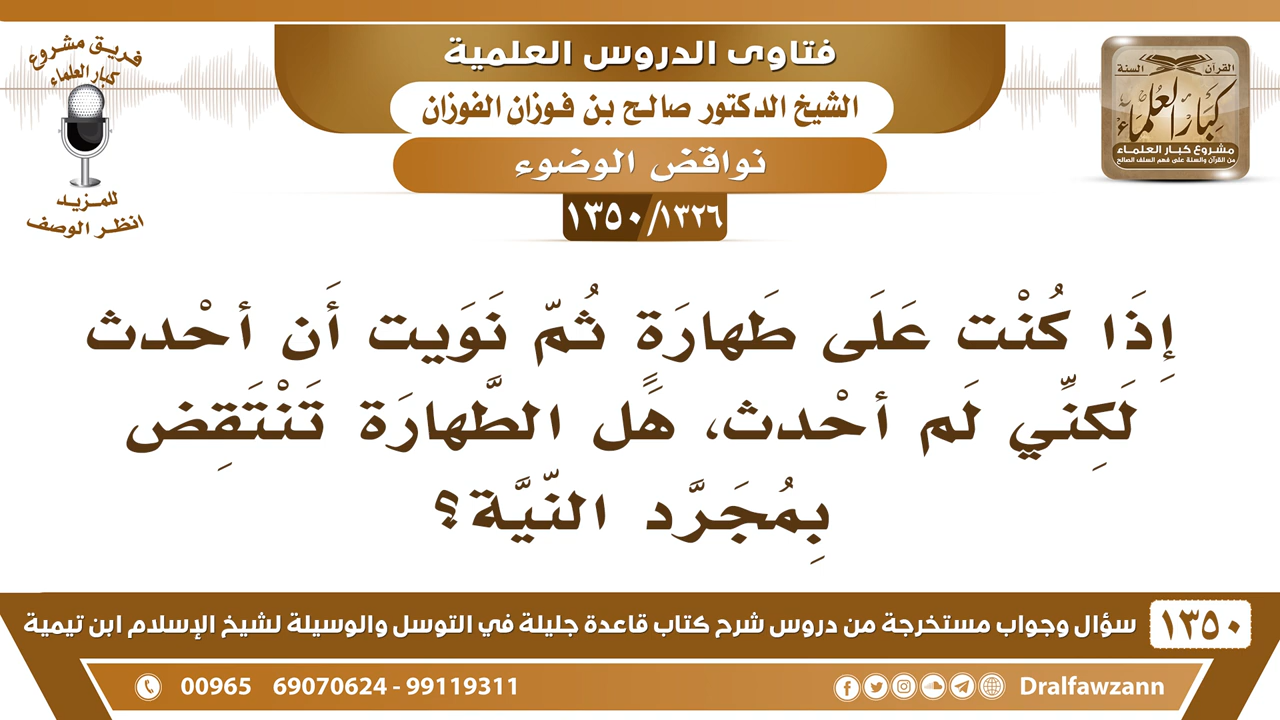 فتاوى الدروس العلمية
الشيخ الدكتور صالح بن فوزان الفوزان
نواقض الوضوء
١٣٥٠/١٣٢٦
فريق مشروع
كبار العلماء
للمزيد
انظر الوصف
القرآن السنة
كبار العلماء
مشروع كبار العلماء
من القرآن والسنة على فهم السلف الصالح
إِذَا كُنْت عَلَى طَهارَةٍ ثُمّ نَوَيت أَن أحْدث
لَكِنِّي لَم أحْدث، هَل الطَّهارَة تَنْتَقِض
بِمُجَرَّد النّيَّة؟
١٣٥٠ سؤال وجواب مستخرجة من دروس شرح كتاب قاعدة جليلة في التوسل والوسيلة لشيخ الإسلام ابن تيمية
00965 69070624 - 99119311
Dralfawzann